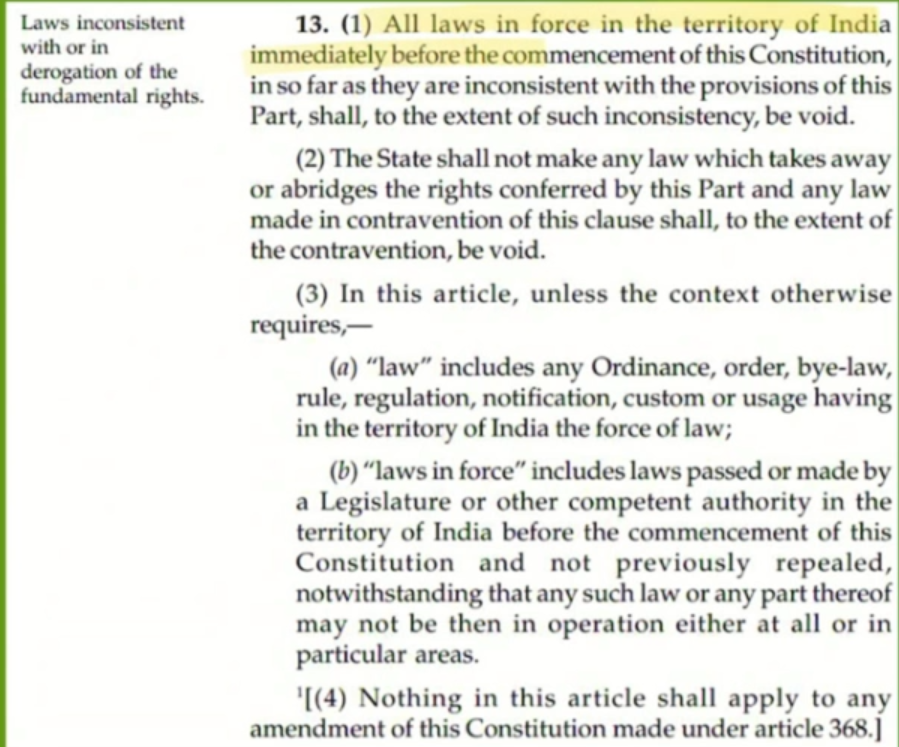 Laws inconsistent
with or in
derogation of the
fundamental rights.
13. (1) All laws in force in the territory of India
immediately before the commencement of this Constitution,
in so far as they are inconsistent with the provisions of this
Part, shall, to the extent of such inconsistency, be void.
(2) The State shall not make any law which takes away
or abridges the rights conferred by this Part and any law
made in contravention of this clause shall, to the extent of
the contravention, be void.
(3) In this article, unless the context otherwise
requires,—
(a) “law” includes any Ordinance, order, bye-law,
rule, regulation, notification, custom or usage having
in the territory of India the force of law;
(b) “laws in force” includes laws passed or made by
a Legislature or other competent authority in the
territory of India before the commencement of this
Constitution and not previously repealed,
notwithstanding that any such law or any part thereof
may not be then in operation either at all or in
particular areas.
¹[(4) Nothing in this article shall apply to any
amendment of this Constitution made under article 368.]